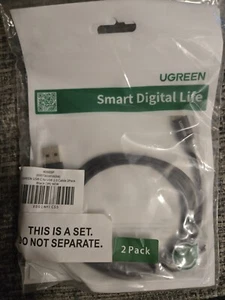 UGREEN
Smart Digital Life
THIS IS A SET.
DO NOT SEPARATE.
2 Pack